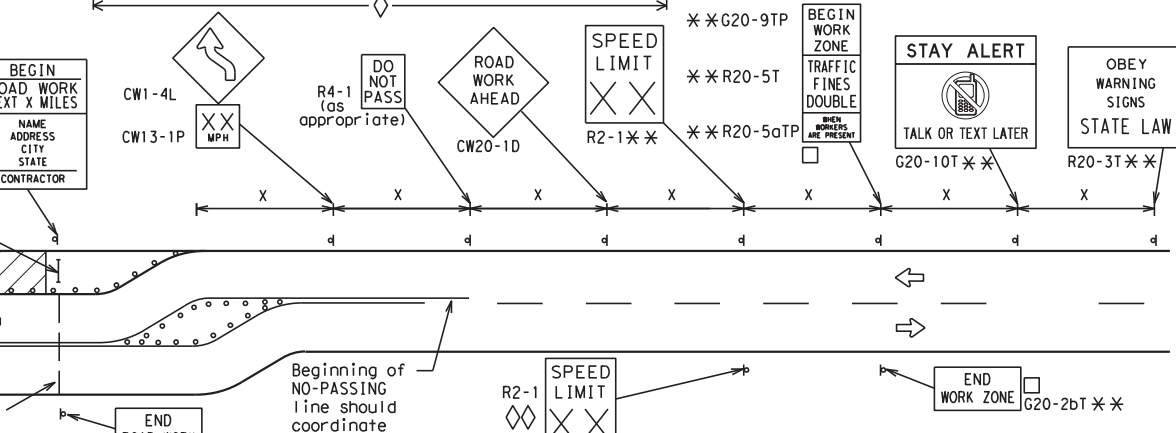 BEGIN
ROAD WORK
NEXT X MILES
NAME
ADDRESS
CITY
STATE
CONTRACTOR
CW1-4L
CW13-1P
XX
MPH
R4-1
(as
appropriate)
DO
NOT
PASS
ROAD
WORK
AHEAD
CW20-1D
SPEED
LIMIT
XX
R2-1**
**G20-9TP
**R20-5T
**R20-5aTP
BEGIN
WORK
ZONE
TRAFFIC
FINES
DOUBLE
WHEN
WORKERS
ARE PRESENT
STAY ALERT
TALK OR TEXT LATER
G20-10T**
OBEY
WARNING
SIGNS
STATE LAW
R20-3T**
X
X
X
X
X
X
X
Beginning of
NO-PASSING
line should
coordinate
R2-1
SPEED
LIMIT
XX
END
WORK ZONE
G20-2bT**
END
ROAD WORK